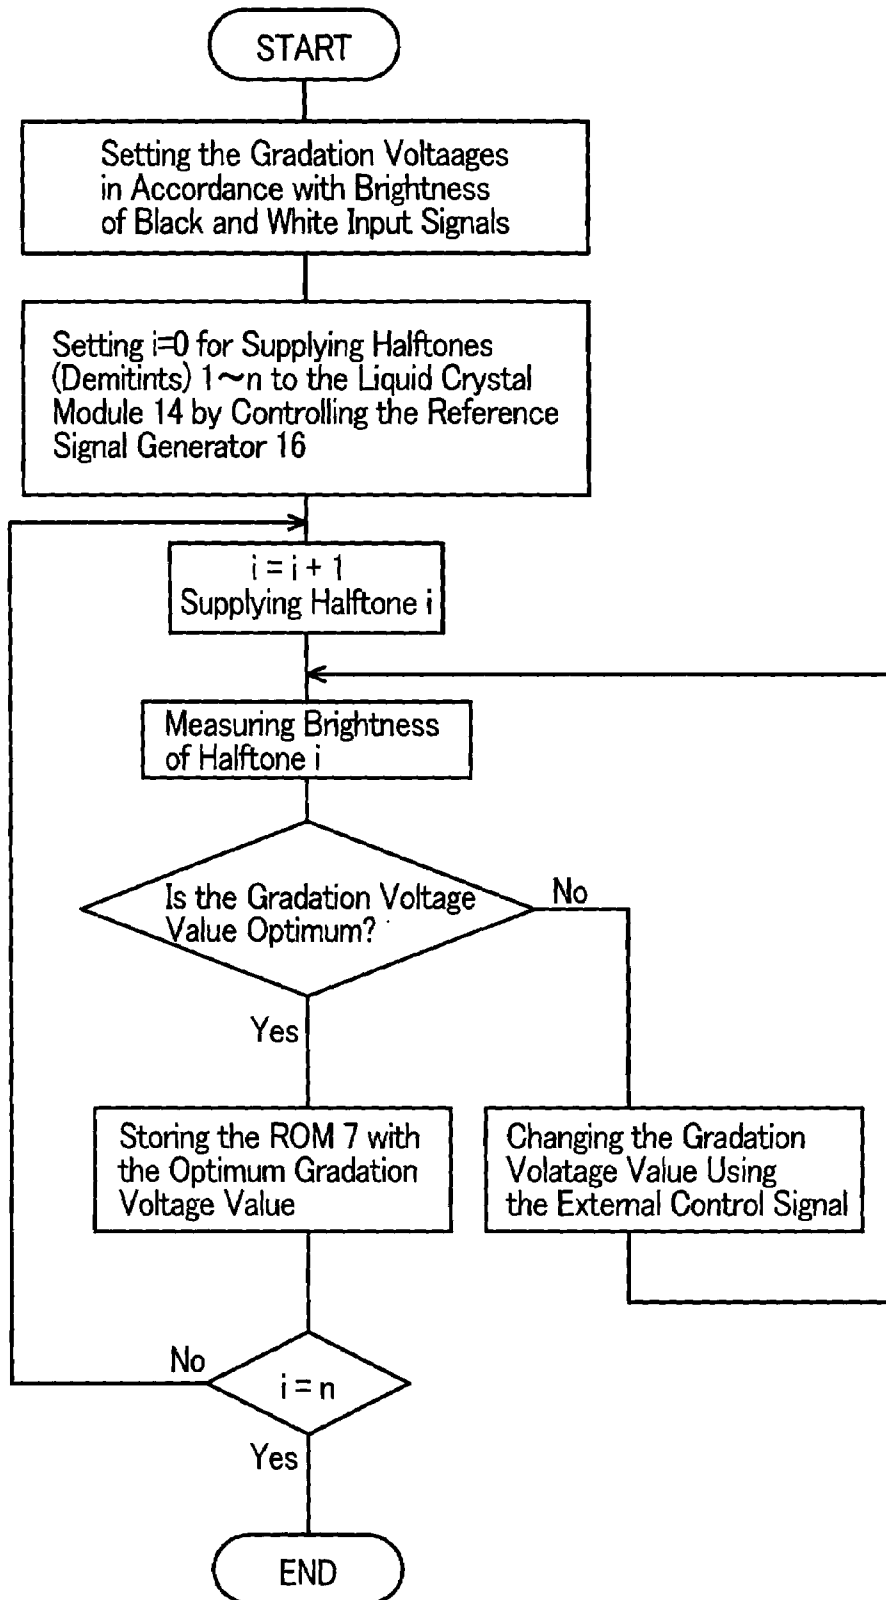 START
Setting the Gradation Voltaages
in Accordance with Brightness
of Black and White Input Signals
Setting i=0 for Supplying Halftones
(Demitints) 1~n to the Liquid Crystal
Module 14 by Controlling the Reference
Signal Generator 16
i = i + 1
Supplying Halftone i
Measuring Brightness
of Halftone i
Is the Gradation Voltage
Value Optimum?
No
Yes
Storing the ROM 7 with
the Optimum Gradation
Voltage Value
Changing the Gradation
Volatage Value Using
the External Control Signal
No
i = n
Yes
END